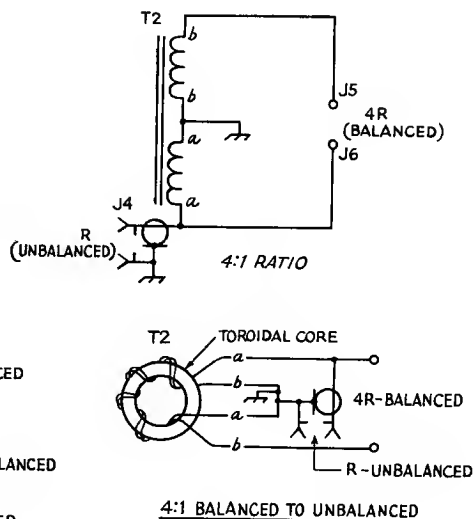 T2
b
b
a
a
J5
4R
(BALANCED)
J6
J4
R
(UNBALANCED)
4:1 RATIO
T2
TOROIDAL CORE
a
b
a
b
4R-BALANCED
R-UNBALANCED
4:1 BALANCED TO UNBALANCED